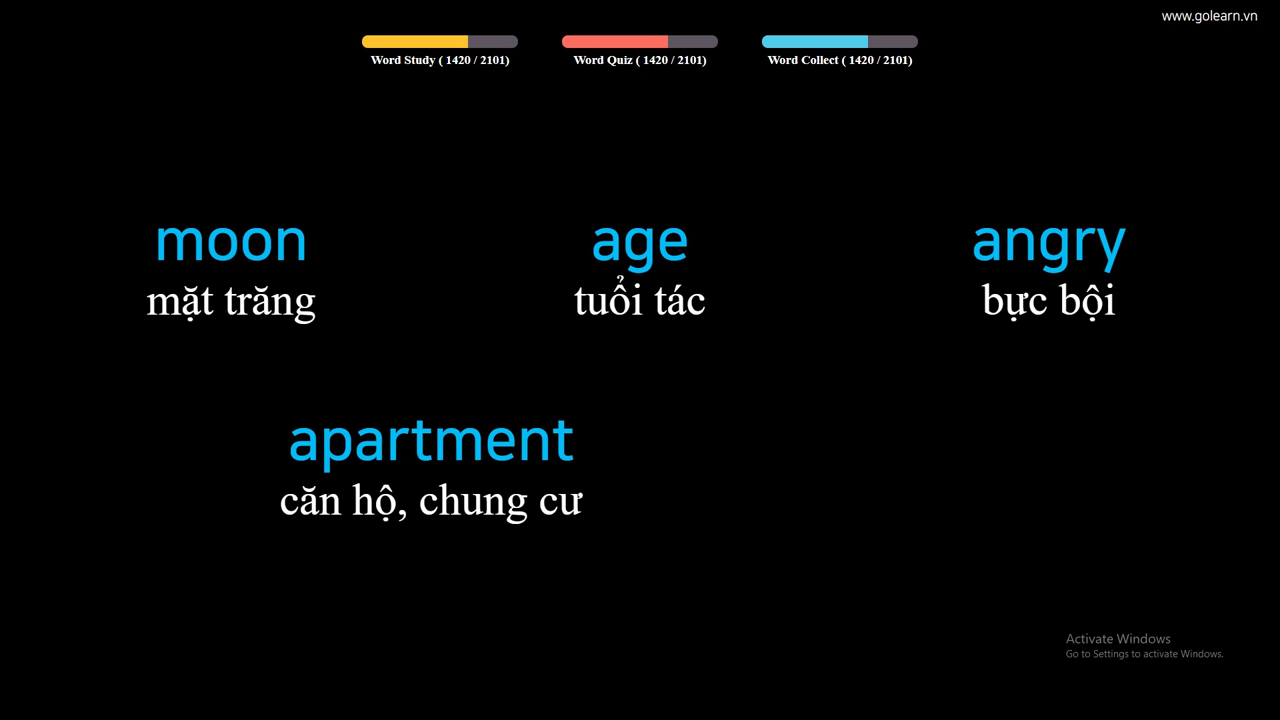 www.golearn.vn
Word Study ( 1420 / 2101)
Word Quiz ( 1420 / 2101)
Word Collect ( 1420 / 2101)
moon
mặt trăng
age
tuổi tác
angry
bực bội
apartment
căn hộ, chung cư
Activate Windows
Go to Settings to activate Windows.